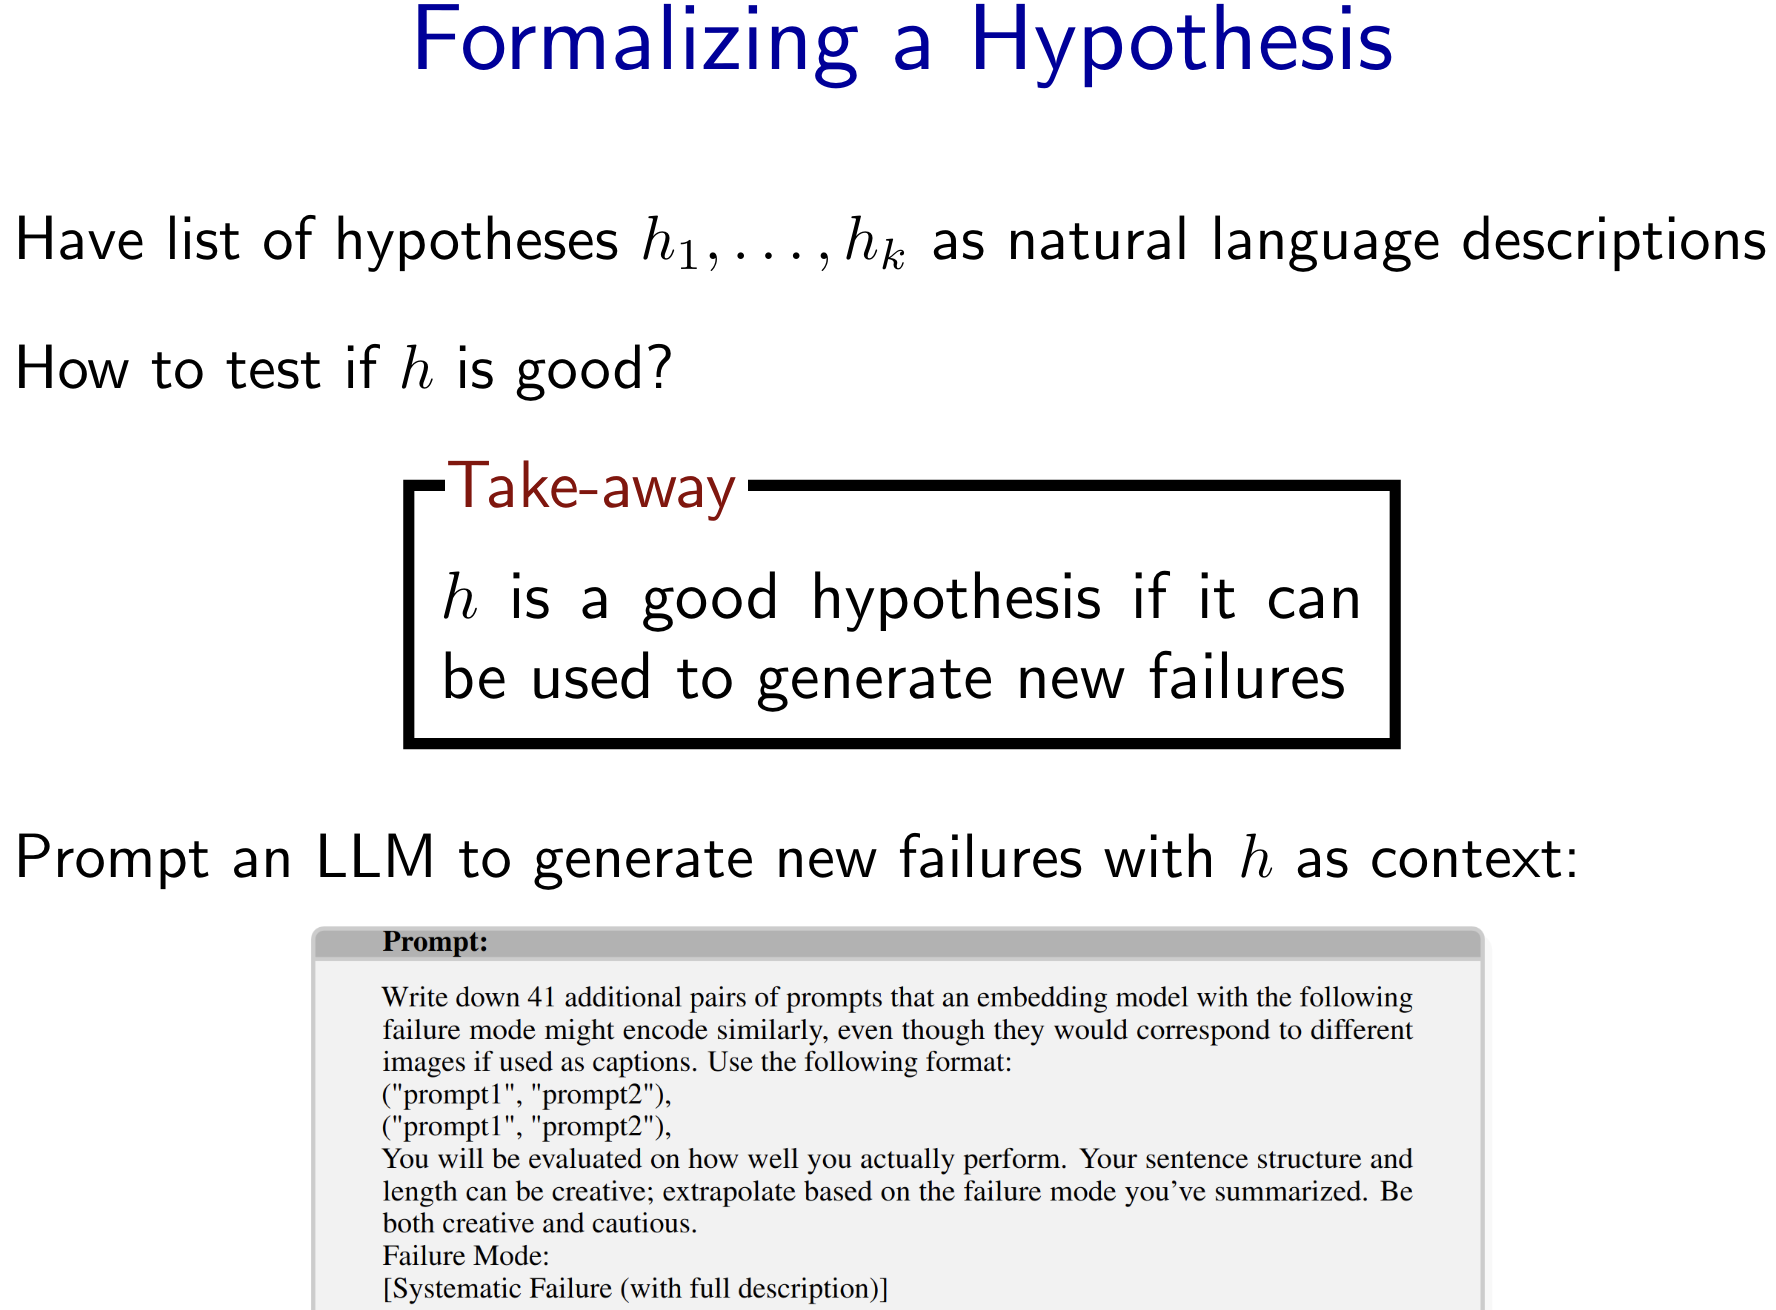 Formalizing a Hypothesis
Have list of hypotheses h₁, . . . , hₖ as natural language descriptions
How to test if h is good?
Take-away
h is a good hypothesis if it can
be used to generate new failures
Prompt an LLM to generate new failures with h as context:
Prompt:
Write down 41 additional pairs of prompts that an embedding model with the following
failure mode might encode similarly, even though they would correspond to different
images if used as captions. Use the following format:
("prompt1", "prompt2"),
("prompt1", "prompt2"),
You will be evaluated on how well you actually perform. Your sentence structure and
length can be creative; extrapolate based on the failure mode you've summarized. Be
both creative and cautious.
Failure Mode:
[Systematic Failure (with full description)]